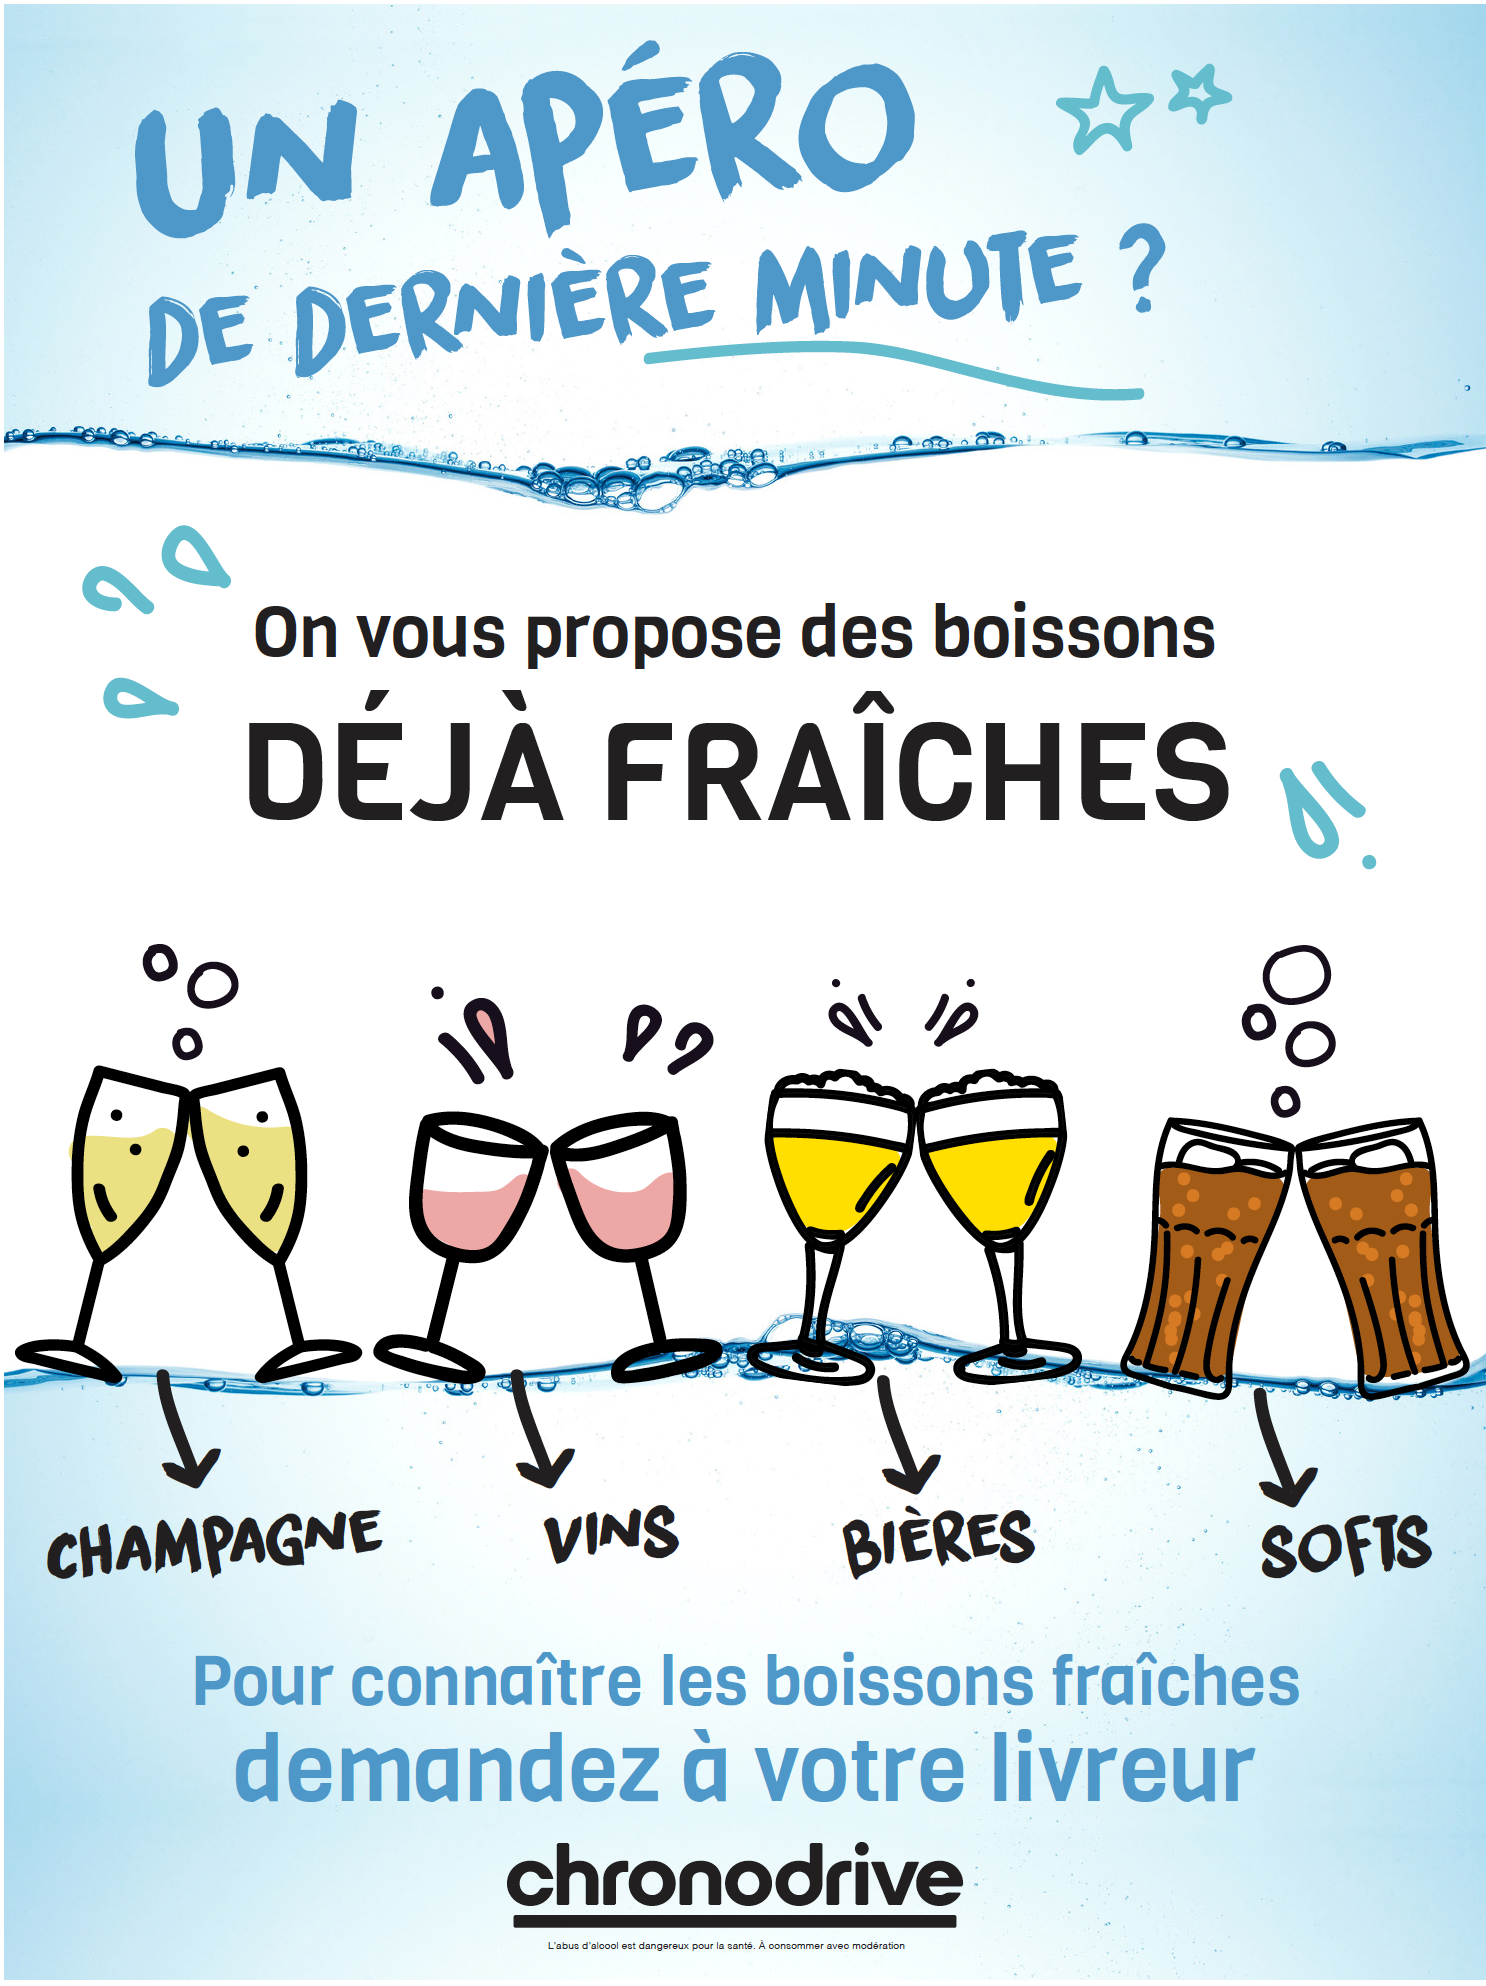 UN APÉRO
DE DERNIÈRE MINUTE ?
On vous propose des boissons
DÉJÀ FRAÎCHES
CHAMPAGNE VINS BIÈRES SOFTS
Pour connaître les boissons fraîches
demandez à votre livreur
chronodrive
L'abus d'alcool est dangereux pour la santé. À consommer avec modération